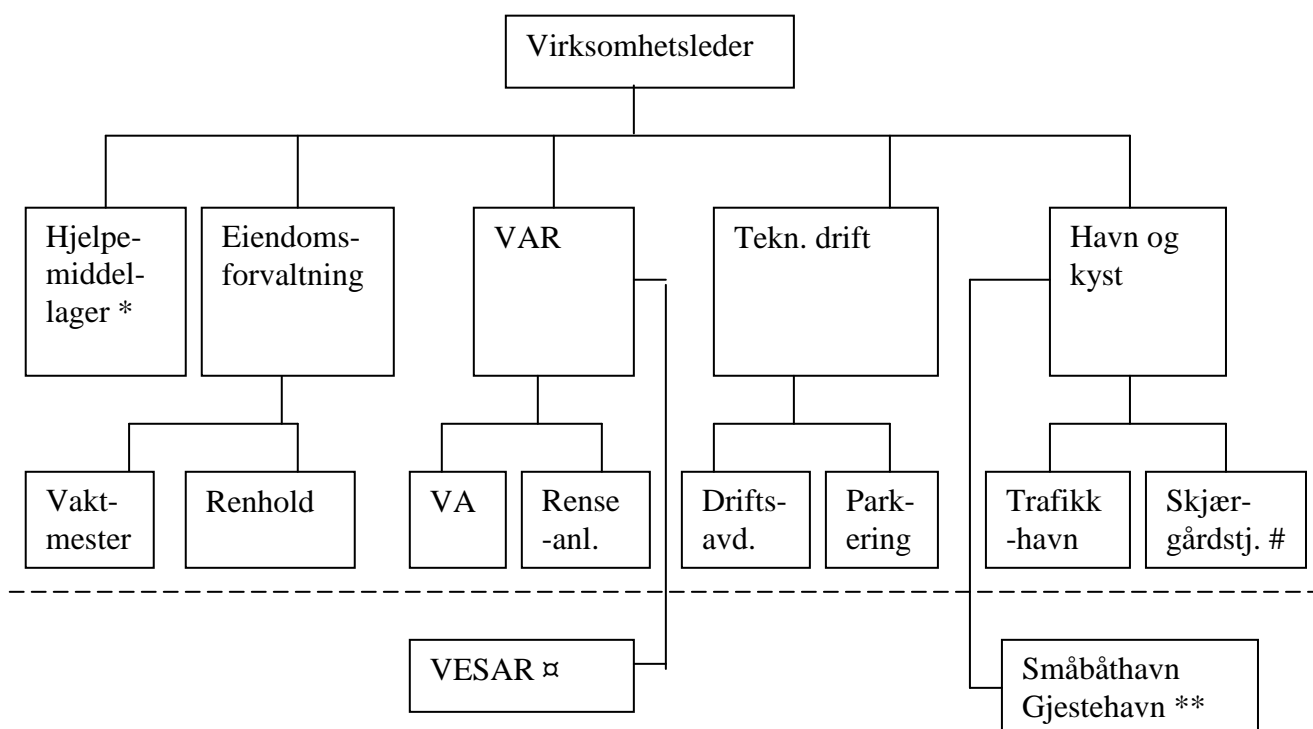 Virksomhetsleder
Hjelpe-
middel-
lager *
Eiendoms-
forvaltning
VAR
Tekn. drift
Havn og
kyst
Vakt-
mester
Renhold
VA
Rense
-anl.
Drifts-
avd.
Park-
ering
Trafikk
-havn
Skjær-
gårdstj. #
VESAR ¤
Småbåthavn
Gjestehavn **